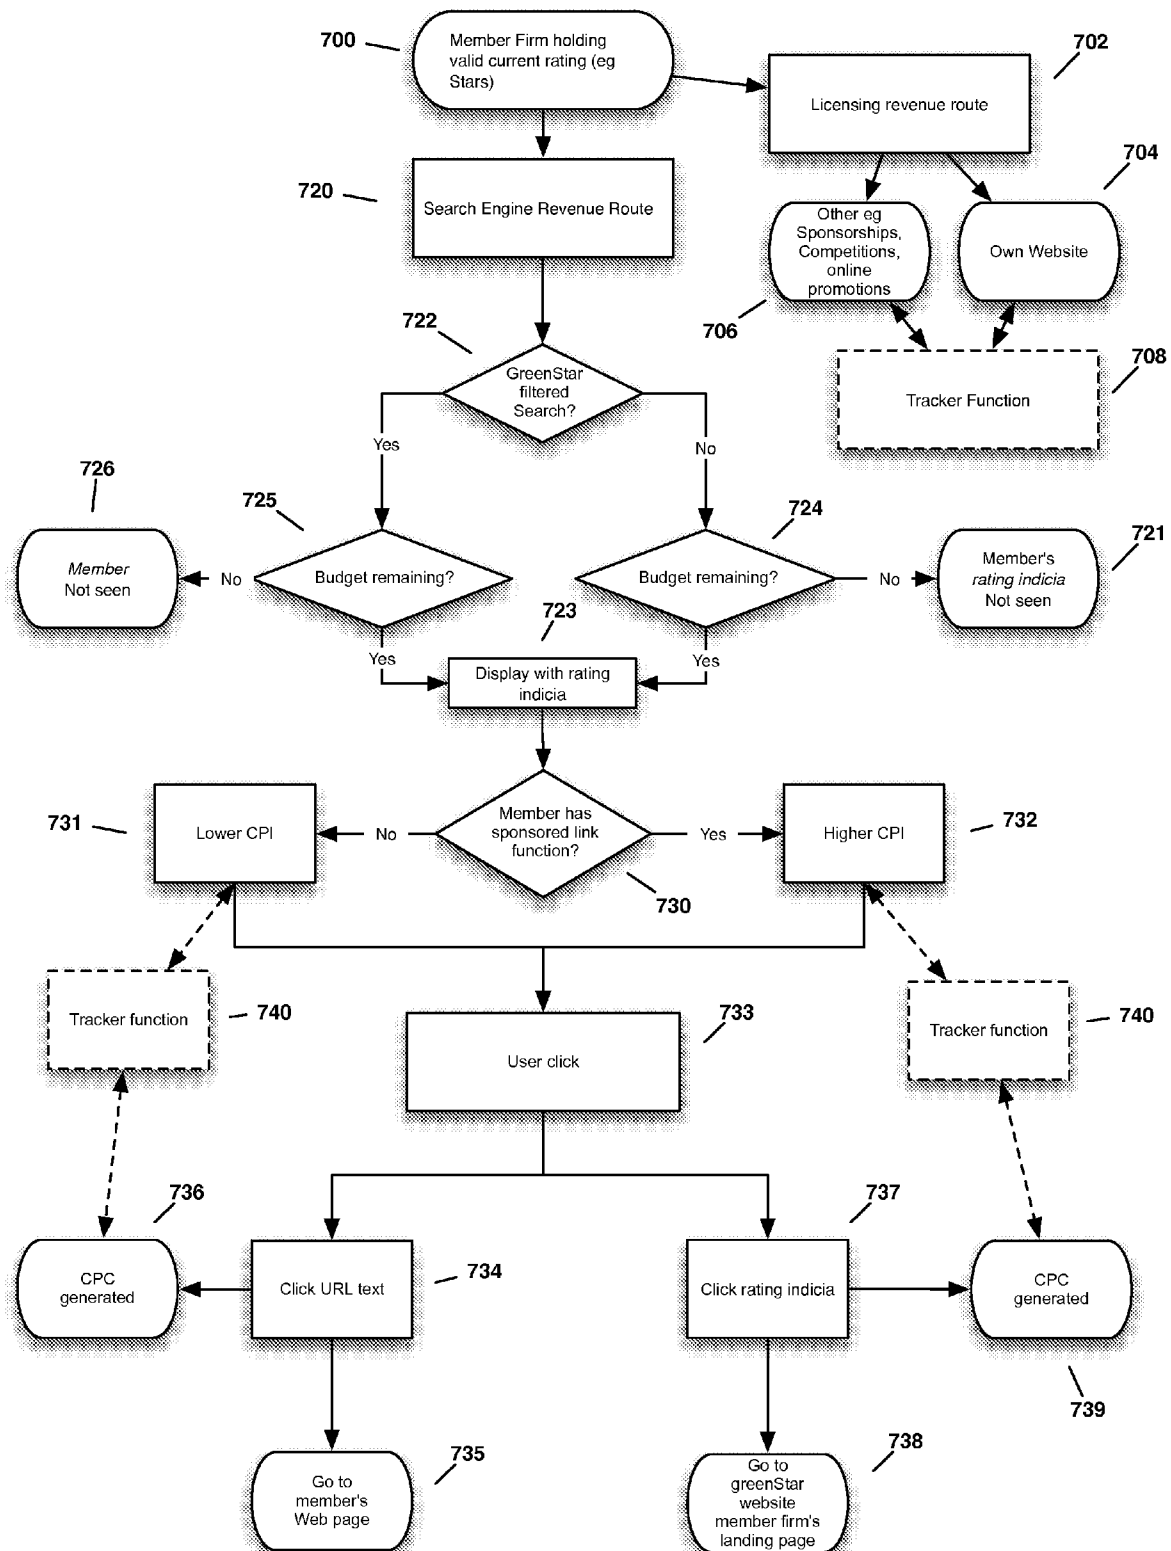 700
Member Firm holding
valid current rating (eg
Stars)
702
Licensing revenue route
704
720
Search Engine Revenue Route
Other eg
Sponsorships,
Competitions,
online
promotions
Own Website
706
722
GreenStar
filtered
Search?
708
Tracker Function
Yes
No
726
725
724
721
Member
Not seen
No
Budget remaining?
Budget remaining?
No
Member's
rating indicia
Not seen
723
Yes
Yes
Display with rating
indicia
731
Lower CPI
No
Member has
sponsored link
function?
Yes
Higher CPI
732
730
Tracker function
740
733
User click
Tracker function
740
736
737
CPC
generated
Click URL text
734
Click rating indicia
CPC
generated
739
735
Go to
member's
Web page
738
Go to
greenStar
website
member firm's
landing page